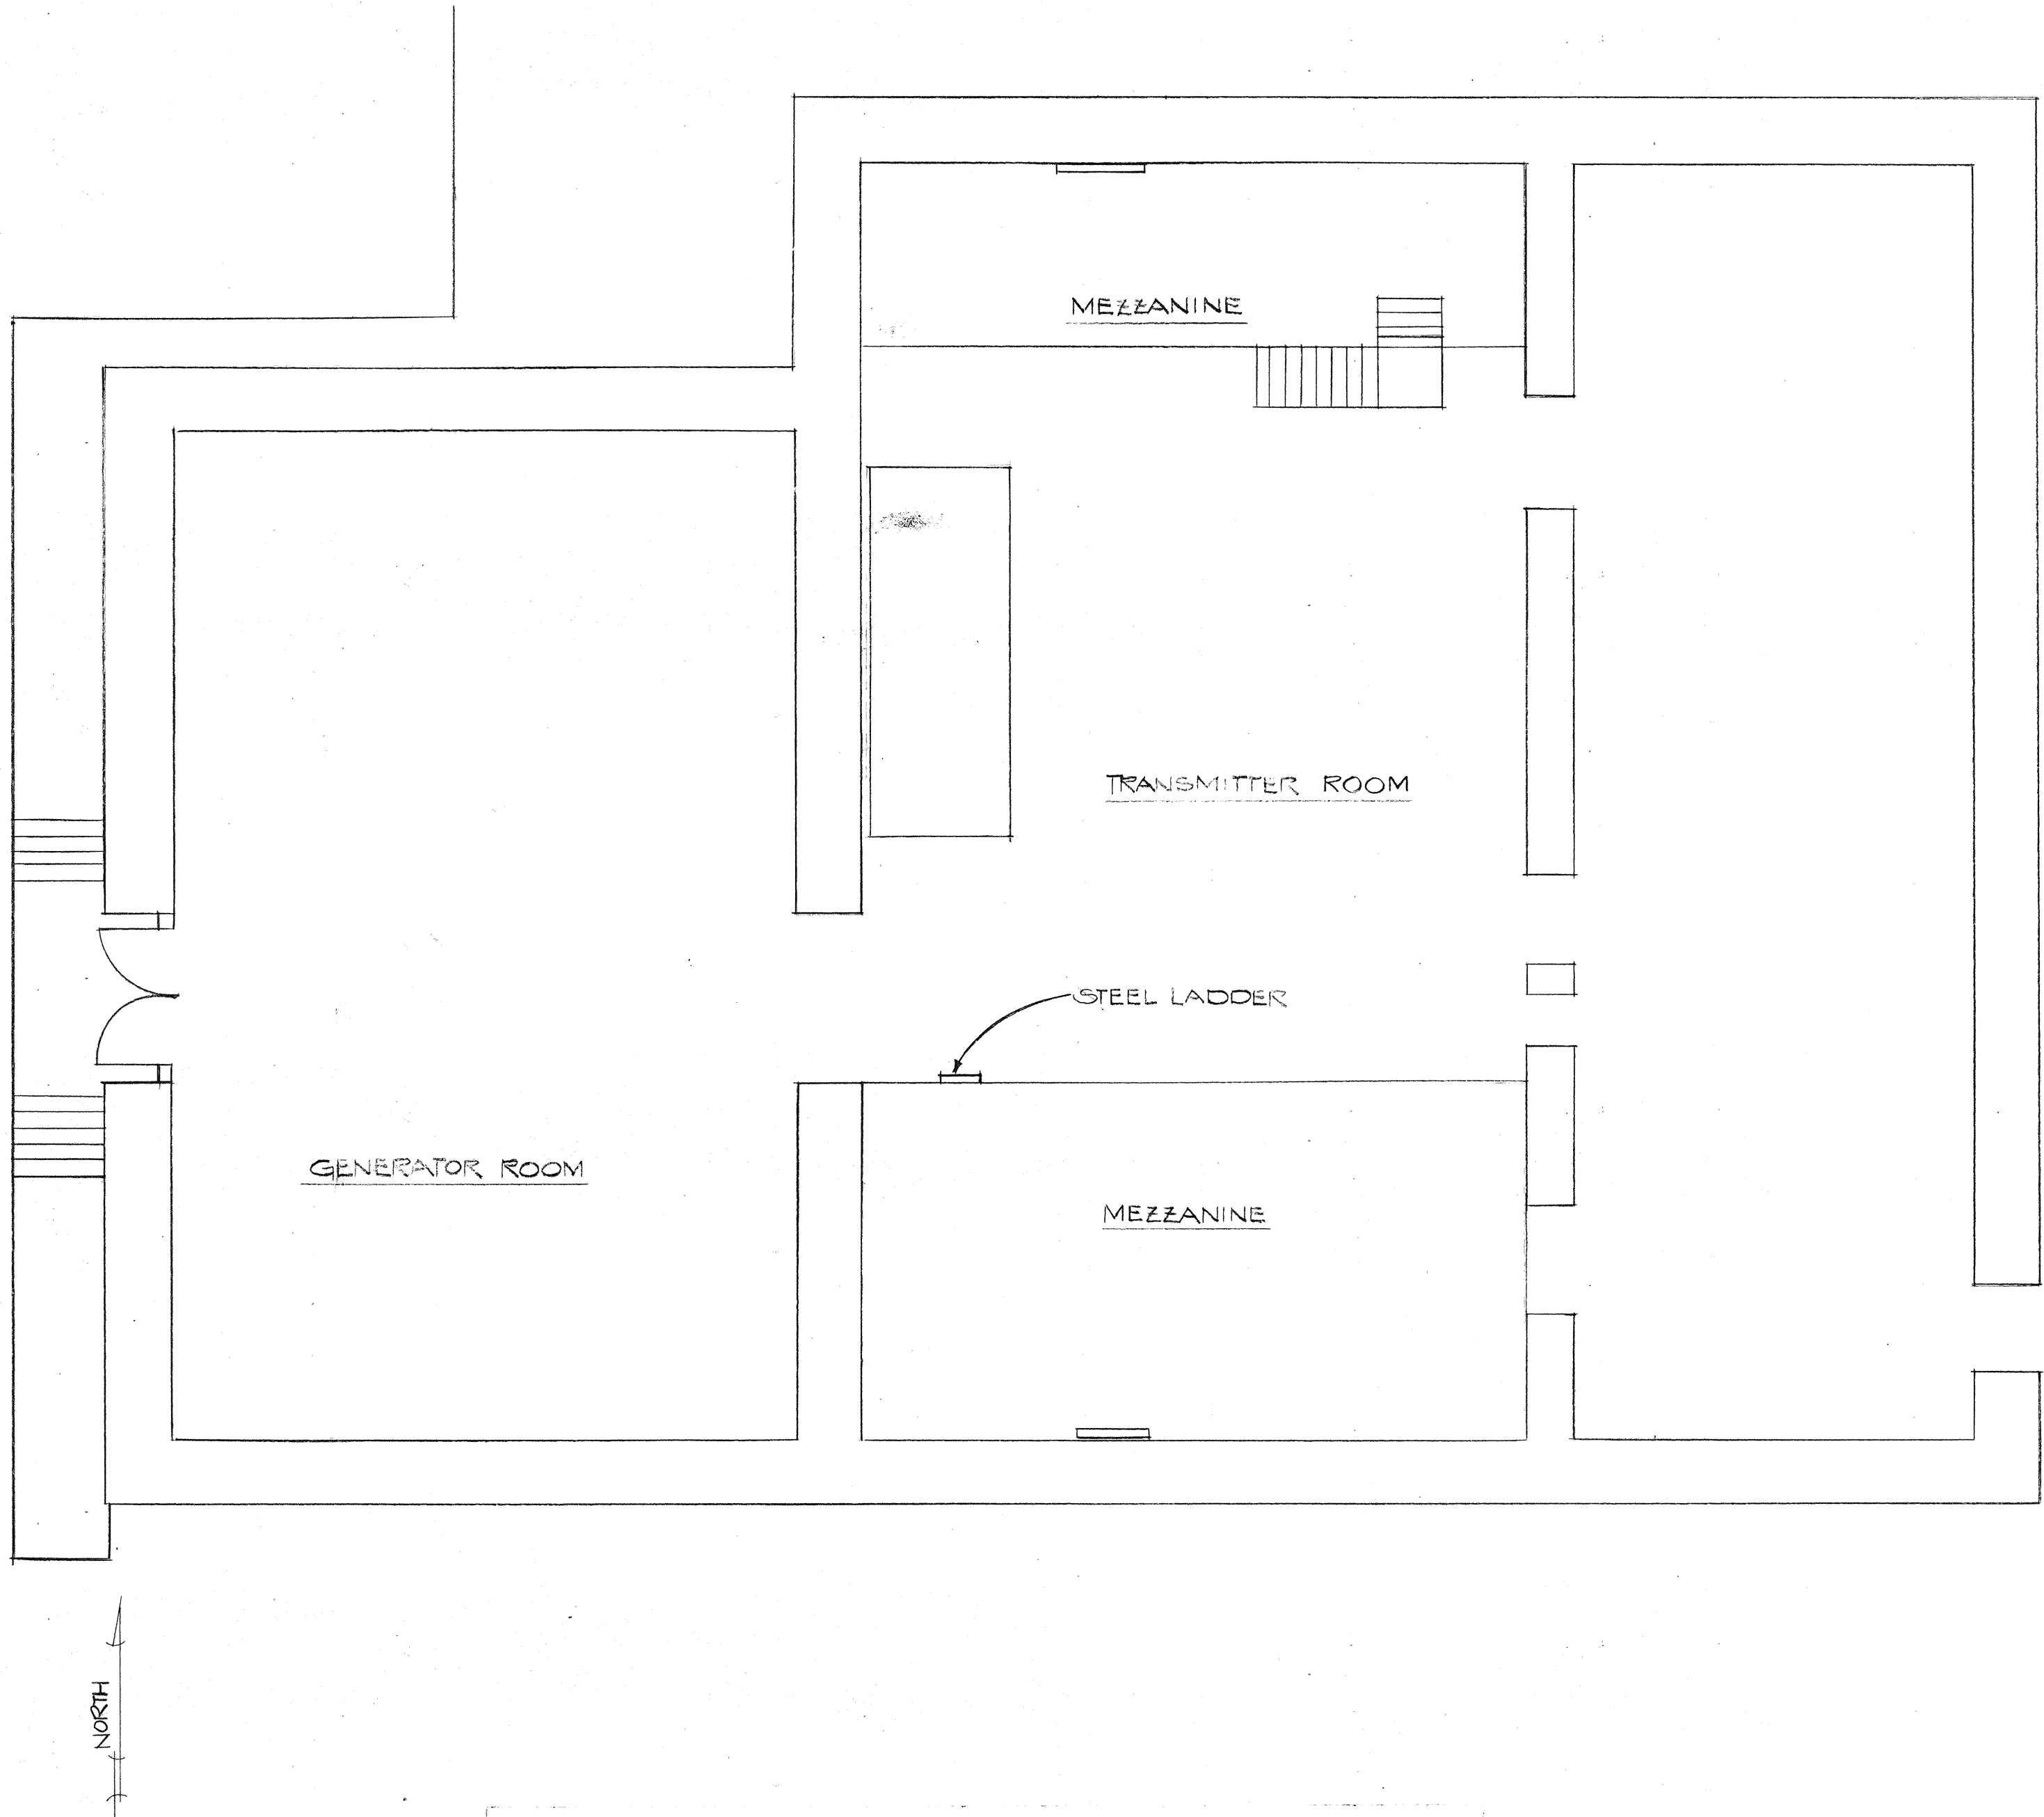 MEZZANINE
TRANSMITTER ROOM
STEEL LADDER
GENERATOR ROOM
MEZZANINE
NORTH